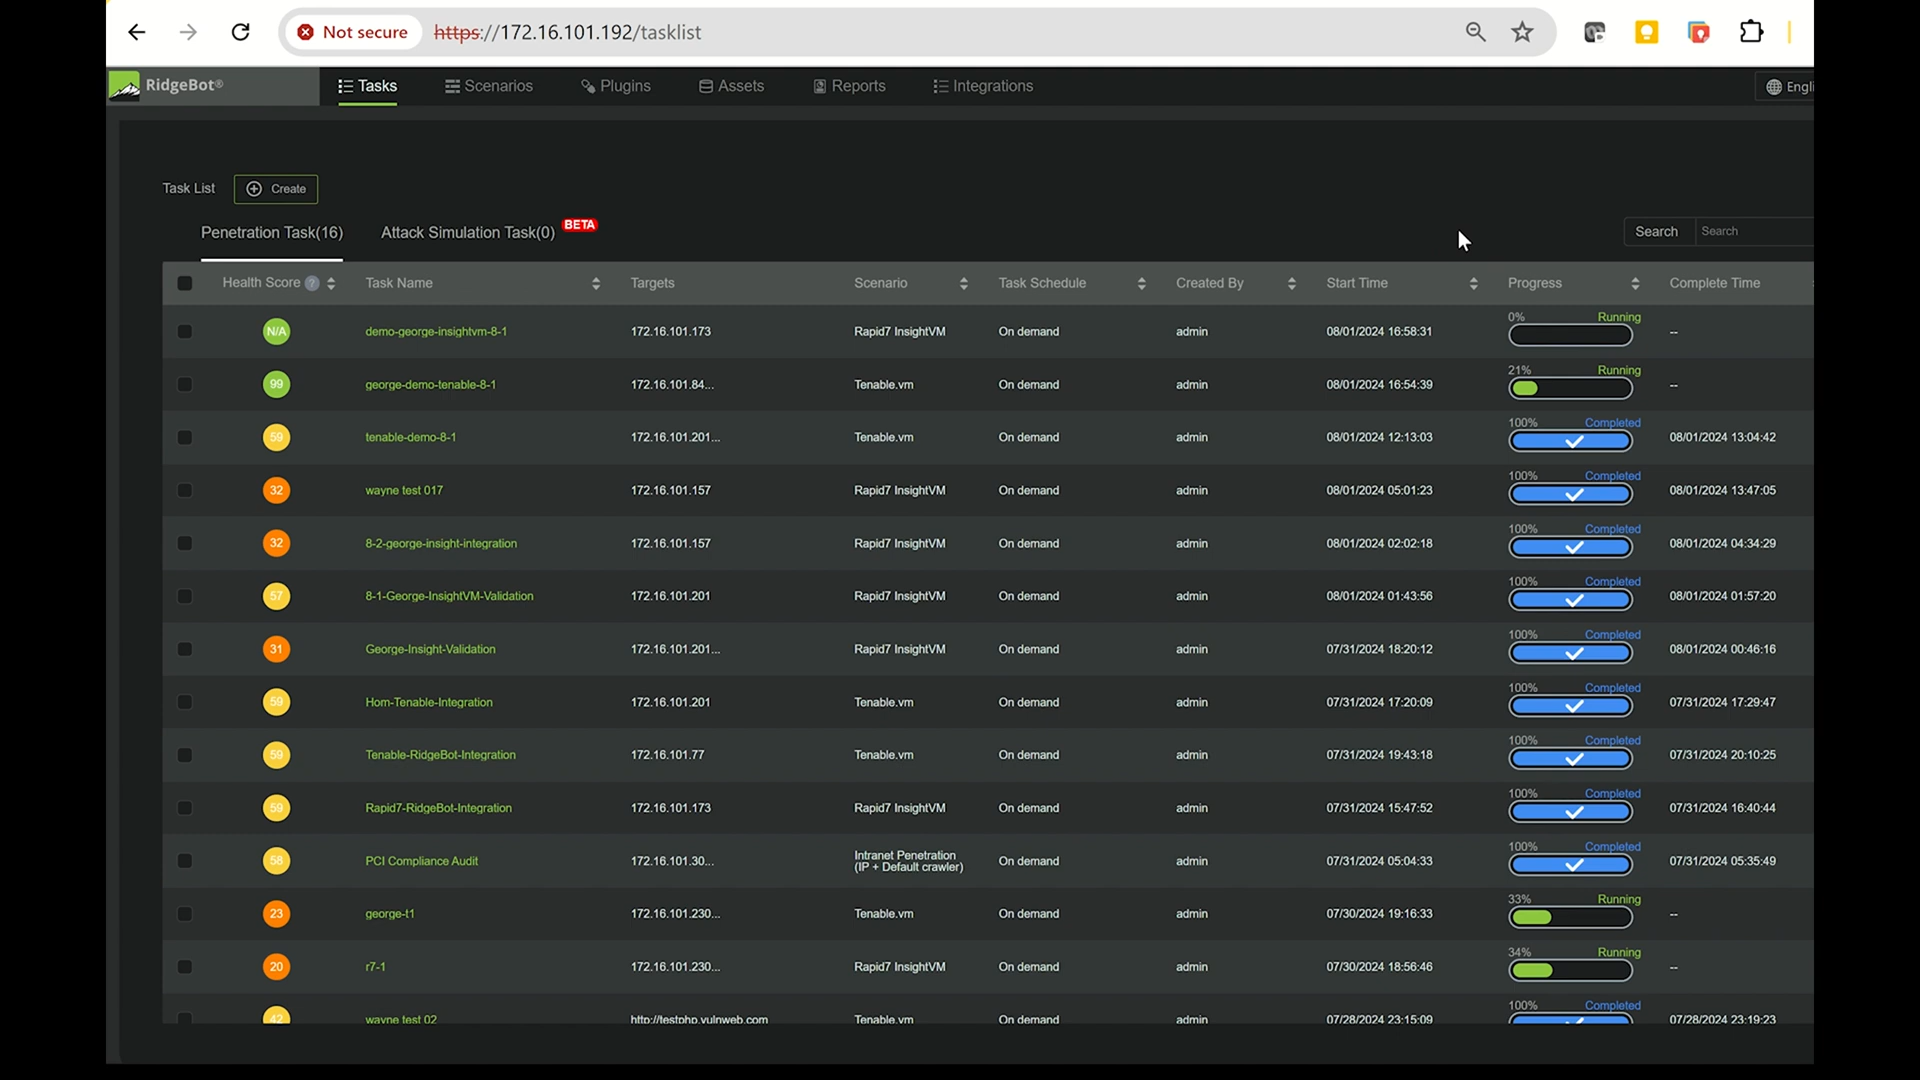 Not secure https://172.16.101.192/tasklist
RidgeBot® Tasks Scenarios Plugins Assets Reports Integrations Engli
Task List Create
Penetration Task(16) Attack Simulation Task(0) BETA Search Search
Health Score ? Task Name Targets Scenario Task Schedule Created By Start Time Progress Complete Time
N/A demo-george-insightvm-8-1 172.16.101.173 Rapid7 InsightVM On demand admin 08/01/2024 16:58:31 0% Running --
99 george-demo-tenable-8-1 172.16.101.84... Tenable.vm On demand admin 08/01/2024 16:54:39 21% Running --
59 tenable-demo-8-1 172.16.101.201... Tenable.vm On demand admin 08/01/2024 12:13:03 100% Completed 08/01/2024 13:04:42
32 wayne test 017 172.16.101.157 Rapid7 InsightVM On demand admin 08/01/2024 05:01:23 100% Completed 08/01/2024 13:47:05
32 8-2-george-insight-integration 172.16.101.157 Rapid7 InsightVM On demand admin 08/01/2024 02:02:18 100% Completed 08/01/2024 04:34:29
57 8-1-George-InsightVM-Validation 172.16.101.201 Rapid7 InsightVM On demand admin 08/01/2024 01:43:56 100% Completed 08/01/2024 01:57:20
31 George-Insight-Validation 172.16.101.201... Rapid7 InsightVM On demand admin 07/31/2024 18:20:12 100% Completed 08/01/2024 00:46:16
59 Hom-Tenable-Integration 172.16.101.201 Tenable.vm On demand admin 07/31/2024 17:20:09 100% Completed 07/31/2024 17:29:47
59 Tenable-RidgeBot-Integration 172.16.101.77 Tenable.vm On demand admin 07/31/2024 19:43:18 100% Completed 07/31/2024 20:10:25
59 Rapid7-RidgeBot-Integration 172.16.101.173 Rapid7 InsightVM On demand admin 07/31/2024 15:47:52 100% Completed 07/31/2024 16:40:44
58 PCI Compliance Audit 172.16.101.30... Intranet Penetration (IP + Default crawler) On demand admin 07/31/2024 05:04:33 100% Completed 07/31/2024 05:35:49
23 george-t1 172.16.101.230... Tenable.vm On demand admin 07/30/2024 19:16:33 33% Running --
20 r7-1 172.16.101.230... Rapid7 InsightVM On demand admin 07/30/2024 18:56:46 34% Running --
42 wayne test 02 http://testphp.vulnweb.com Tenable.vm On demand admin 07/28/2024 23:15:09 100% Completed 07/28/2024 23:19:23